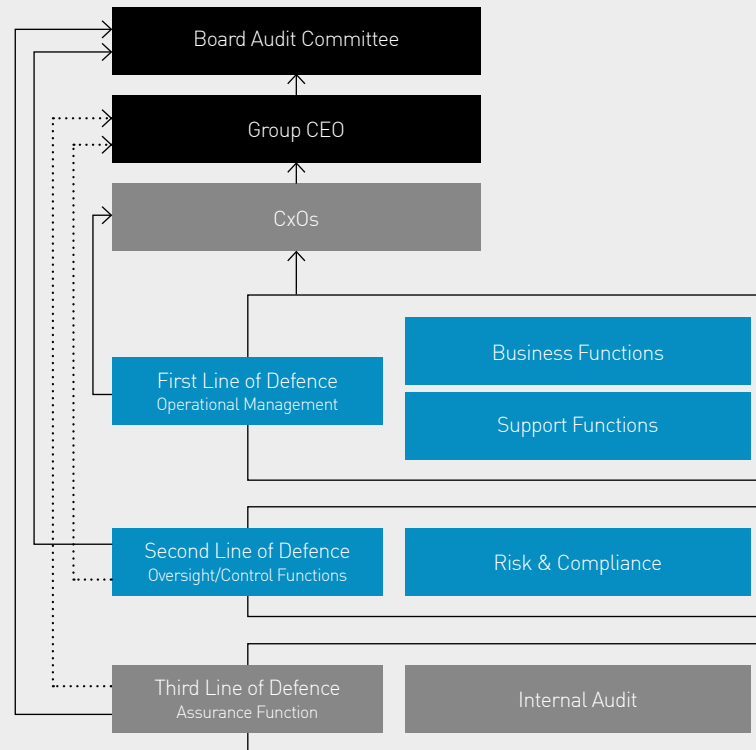 Board Audit Committee
Group CEO
CxOs
First Line of Defence
Operational Management
Business Functions
Support Functions
Second Line of Defence
Oversight/Control Functions
Risk & Compliance
Third Line of Defence
Assurance Function
Internal Audit